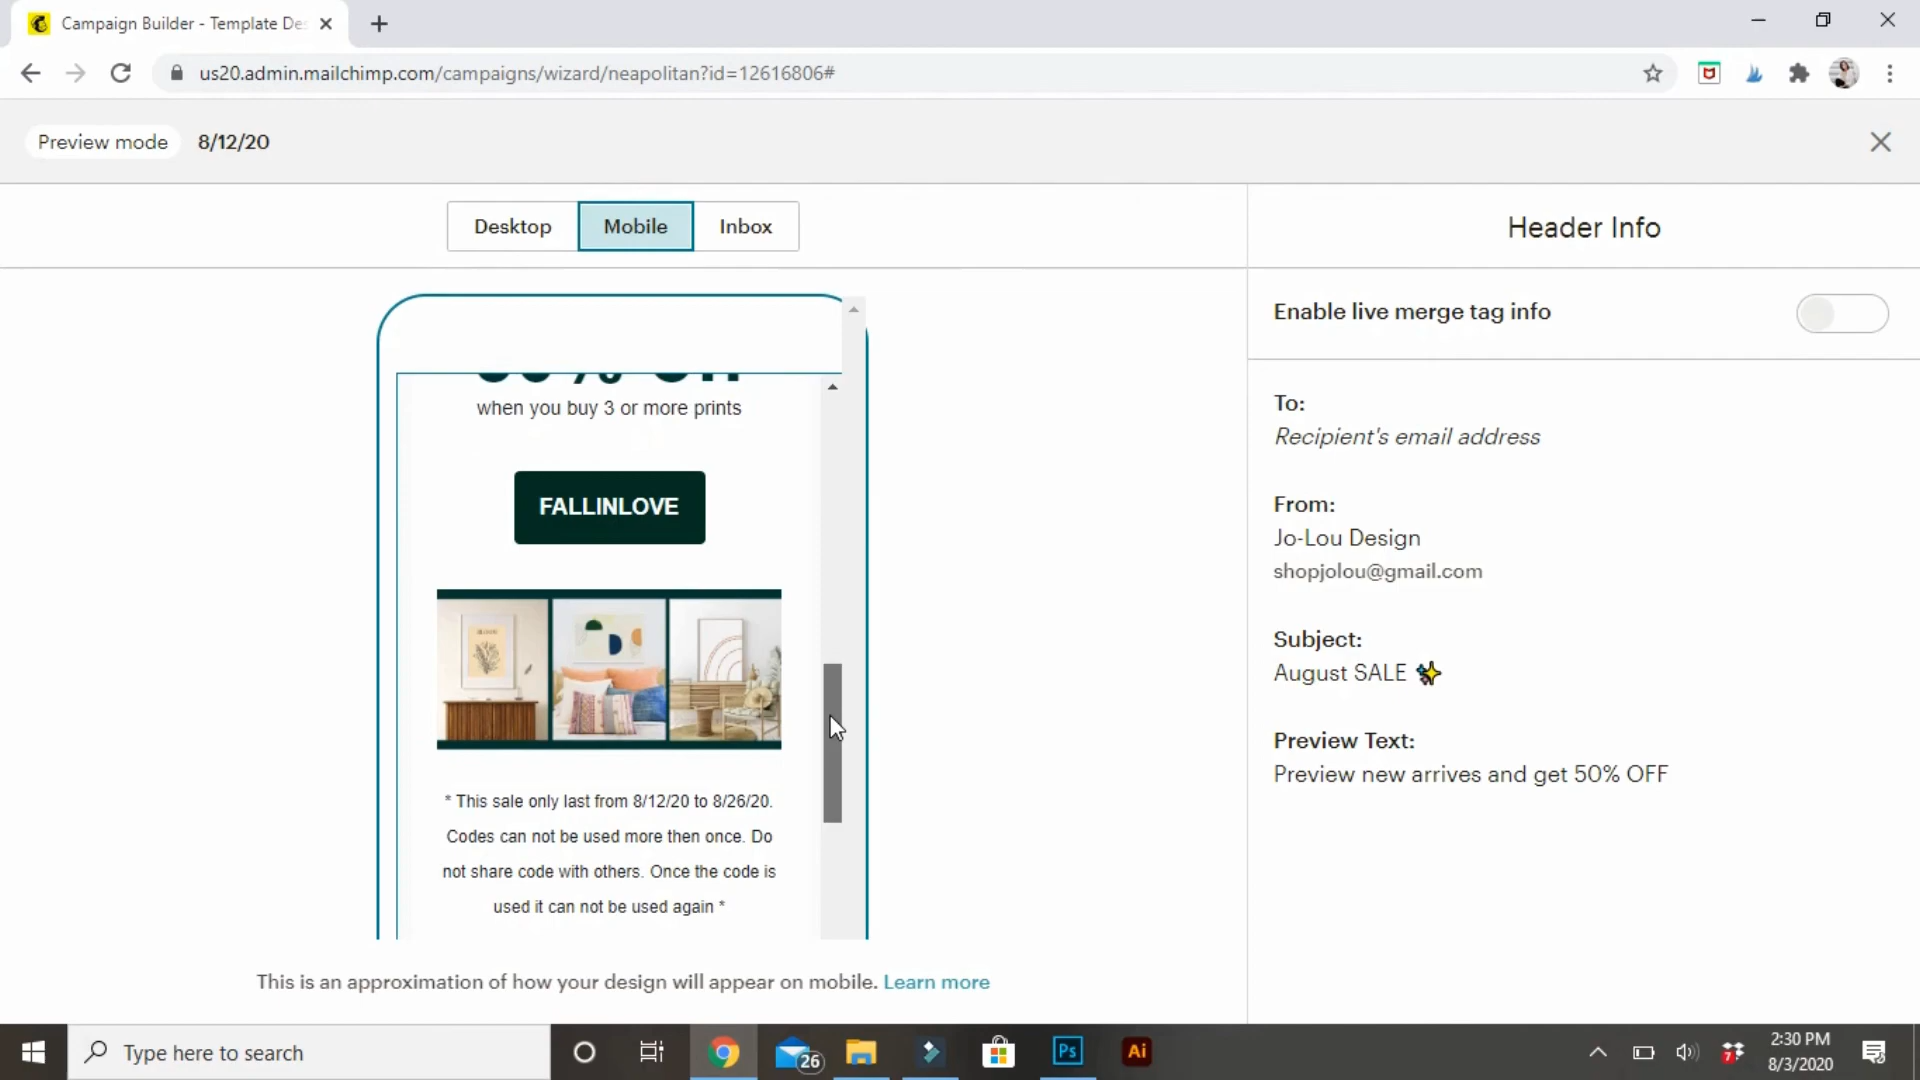 Campaign Builder - Template De
us20.admin.mailchimp.com/campaigns/wizard/neapolitan?id=12616806#
Preview mode 8/12/20
Desktop Mobile Inbox
Header Info
Enable live merge tag info
when you buy 3 or more prints
FALLINLOVE
* This sale only last from 8/12/20 to 8/26/20.
Codes can not be used more then once. Do
not share code with others. Once the code is
used it can not be used again *
This is an approximation of how your design will appear on mobile. Learn more
To:
Recipient's email address
From:
Jo-Lou Design
shopjolou@gmail.com
Subject:
August SALE ✨
Preview Text:
Preview new arrives and get 50% OFF
Type here to search
26
Ps
Ai
7
2:30 PM
8/3/2020